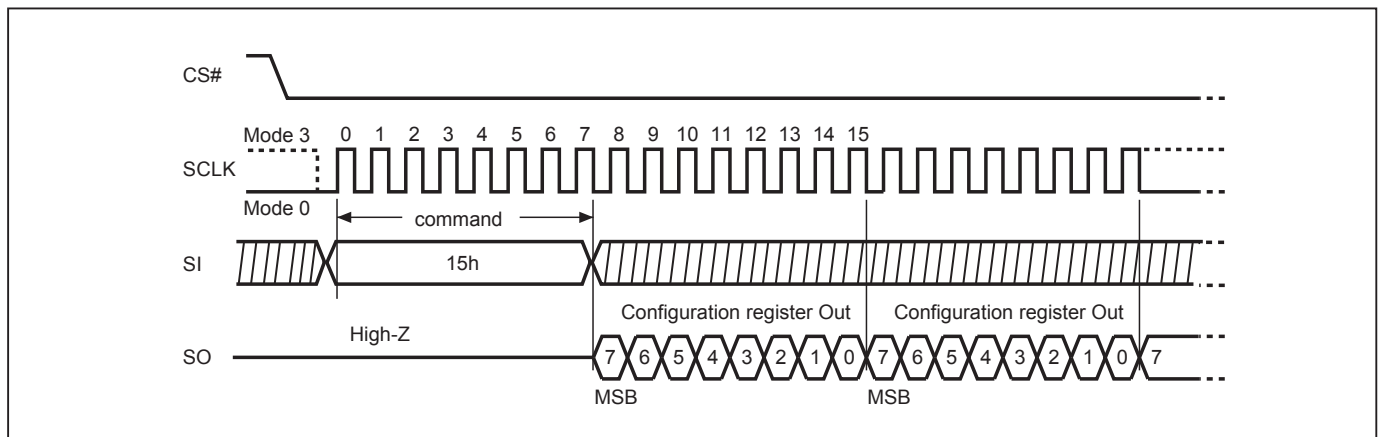 CS#
Mode 3
0 1 2 3 4 5 6 7 8 9 10 11 12 13 14 15
SCLK
Mode 0
command
SI
15h
Configuration register Out Configuration register Out
High-Z
SO
7 6 5 4 3 2 1 0 7 6 5 4 3 2 1 0 7
MSB MSB